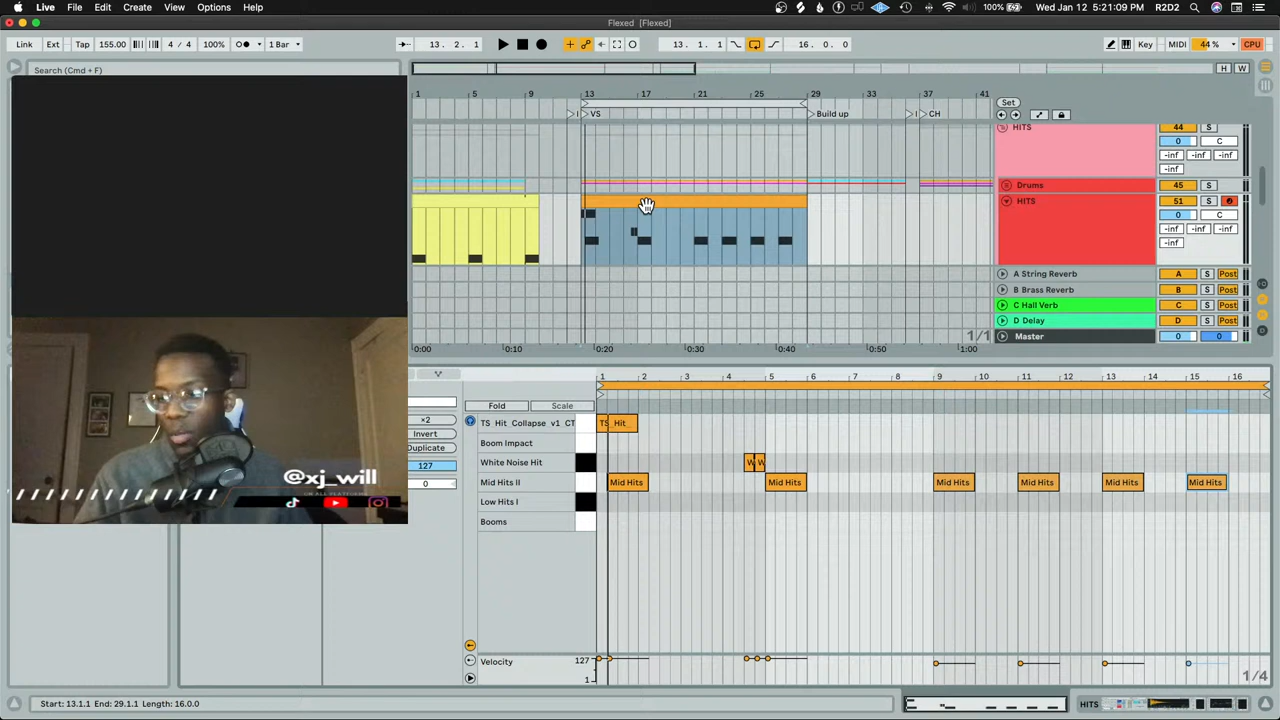 Live File Edit Create View Options Help
100% Wed Jan 12 5:21:09 PM R2D2
Flexed [Flexed]
Link Ext Tap 155.00 4 / 4 100% 1 Bar 13. 2. 1 13. 1. 1 16. 0. 0 Key MIDI 44 % CPU
Search (Cmd + F)
H W
1 5 9 13 17 21 25 29 33 37 41
Set
VS Build up CH
HITS 44 S
0 C
-inf -inf -inf
-inf
Drums 45 S
HITS 51 S
0 C
-inf -inf -inf
-inf
A String Reverb A S Post
B Brass Reverb B S Post
C Hall Verb C S Post
D Delay D S Post
1/1 Master 0 0
0:00 0:10 0:20 0:30 0:40 0:50 1:00
1 2 3 4 5 6 7 8 9 10 11 12 13 14 15 16
Fold Scale
×2
TS Hit Collapse v1 CT TS Hit
Invert
Boom Impact
Duplicate
White Noise Hit W W
127
Mid Hits II Mid Hits Mid Hits Mid Hits Mid Hits Mid Hits Mid Hits
0
Low Hits I
Booms
@xj_will
ON ALL PLATFORMS
Velocity 127
1
1/4
Start: 13.1.1 End: 29.1.1 Length: 16.0.0
HITS